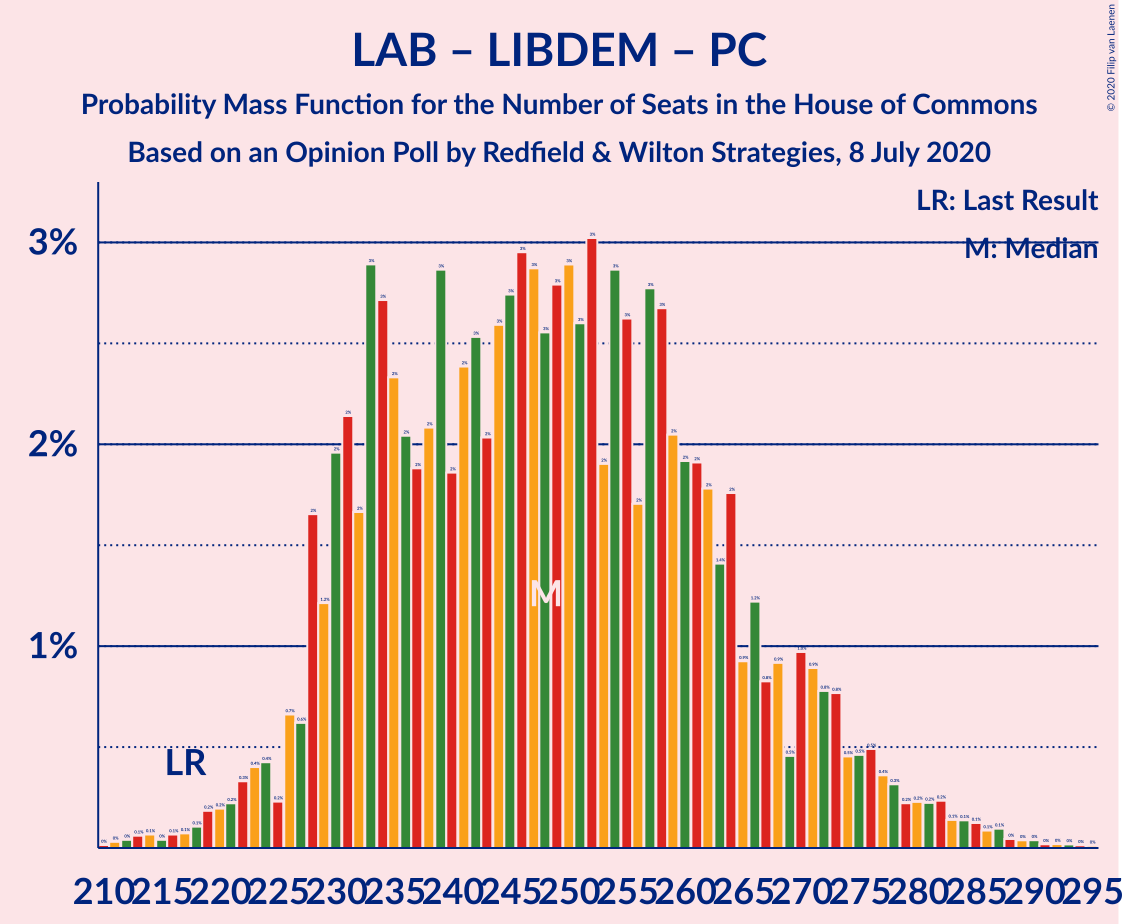 LAB – LIBDEM – PC
Probability Mass Function for the Number of Seats in the House of Commons
Based on an Opinion Poll by Redfield & Wilton Strategies, 8 July 2020
© 2020 Filip van Laenen
LR: Last Result
M: Median
3%
2%
1%
LR
M
210 215 220 225 230 235 240 245 250 255 260 265 270 275 280 285 290 295